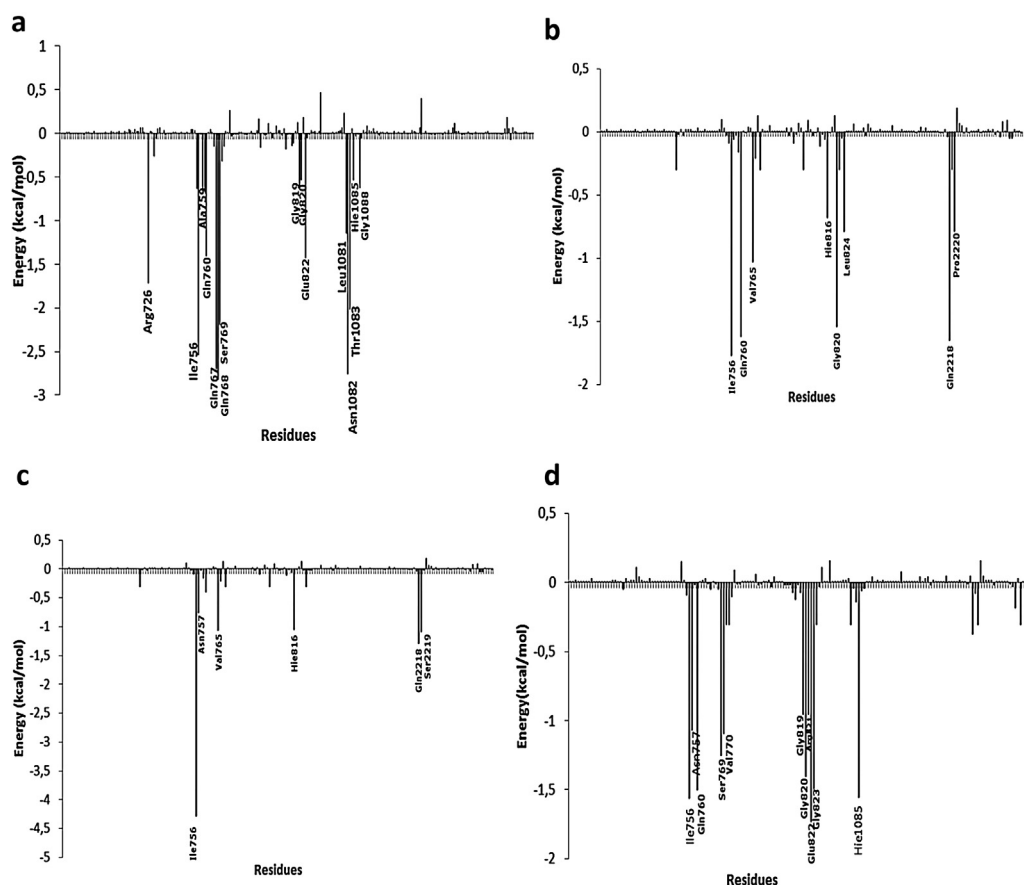 a
1
0,5
0
-0,5
-1
-1,5
-2
-2,5
-3
Energy (kcal/mol)
Arg726
Ile756
Ala759
Gln760
Gln767
Gln768
Ser769
Gly819
Gly820
Glu822
Leu1081
Asn1082
Thr1083
Hie1085
Gly1088
Residues
b
0,5
0
-0,5
-1
-1,5
-2
Energy (kcal/mol)
Ile756
Gln760
Val765
Hie816
Gly820
Leu824
Gln2218
Pro2220
Residues
c
0,5
0
-0,5
-1
-1,5
-2
-2,5
-3
-3,5
-4
-4,5
-5
Energy (kcal/mol)
Ile756
Asn757
Val765
Hie816
Gln2218
Ser2219
Residues
d
0,5
0
-0,5
-1
-1,5
-2
Energy(kcal/mol)
Ile756
Asn757
Gln760
Ser769
Val770
Gly819
Gly820
Glu822
Gly823
Hie1085
Residues